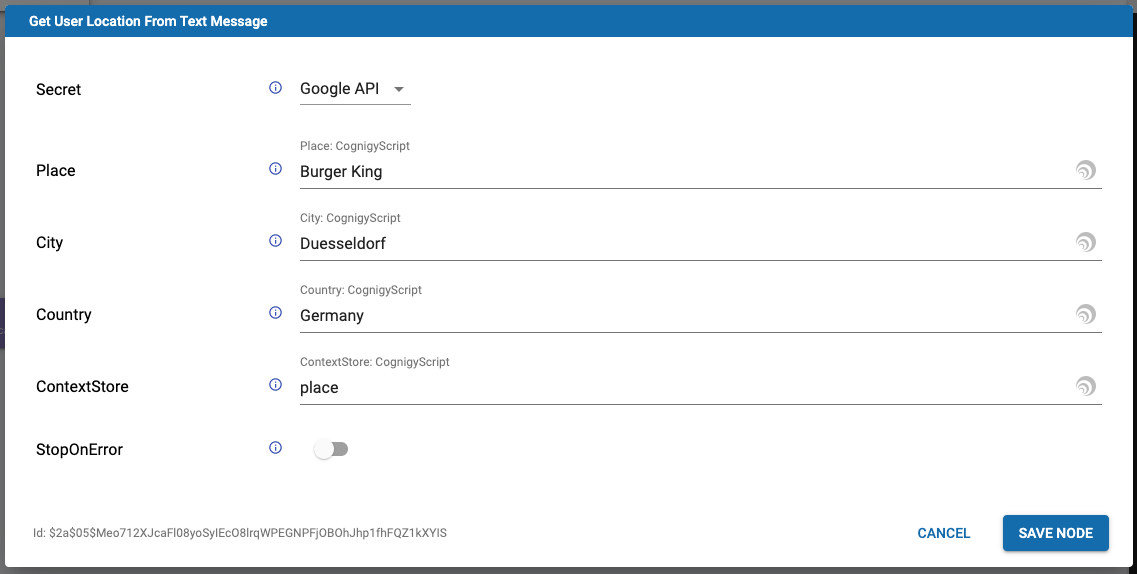 Get User Location From Text Message
Secret
Google API
Place: CognigyScript
Place
Burger King
City: CognigyScript
City
Duesseldorf
Country: CognigyScript
Country
Germany
ContextStore: CognigyScript
ContextStore
place
StopOnError
Id: $2a$05$Meo712XJcaFl08yoSylEcO8lrqWPEGNPFjOBOhJhp1fhFQZ1kXYlS
CANCEL
SAVE NODE